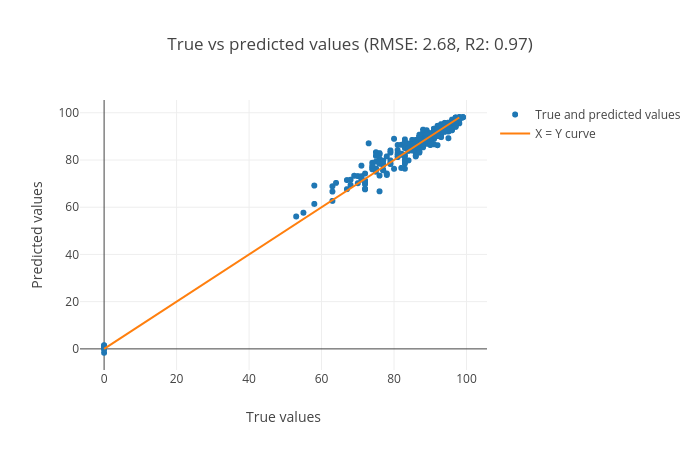 True vs predicted values (RMSE: 2.68, R2: 0.97)
True and predicted values
X = Y curve
Predicted values
100
80
60
40
20
0
0 20 40 60 80 100
True values